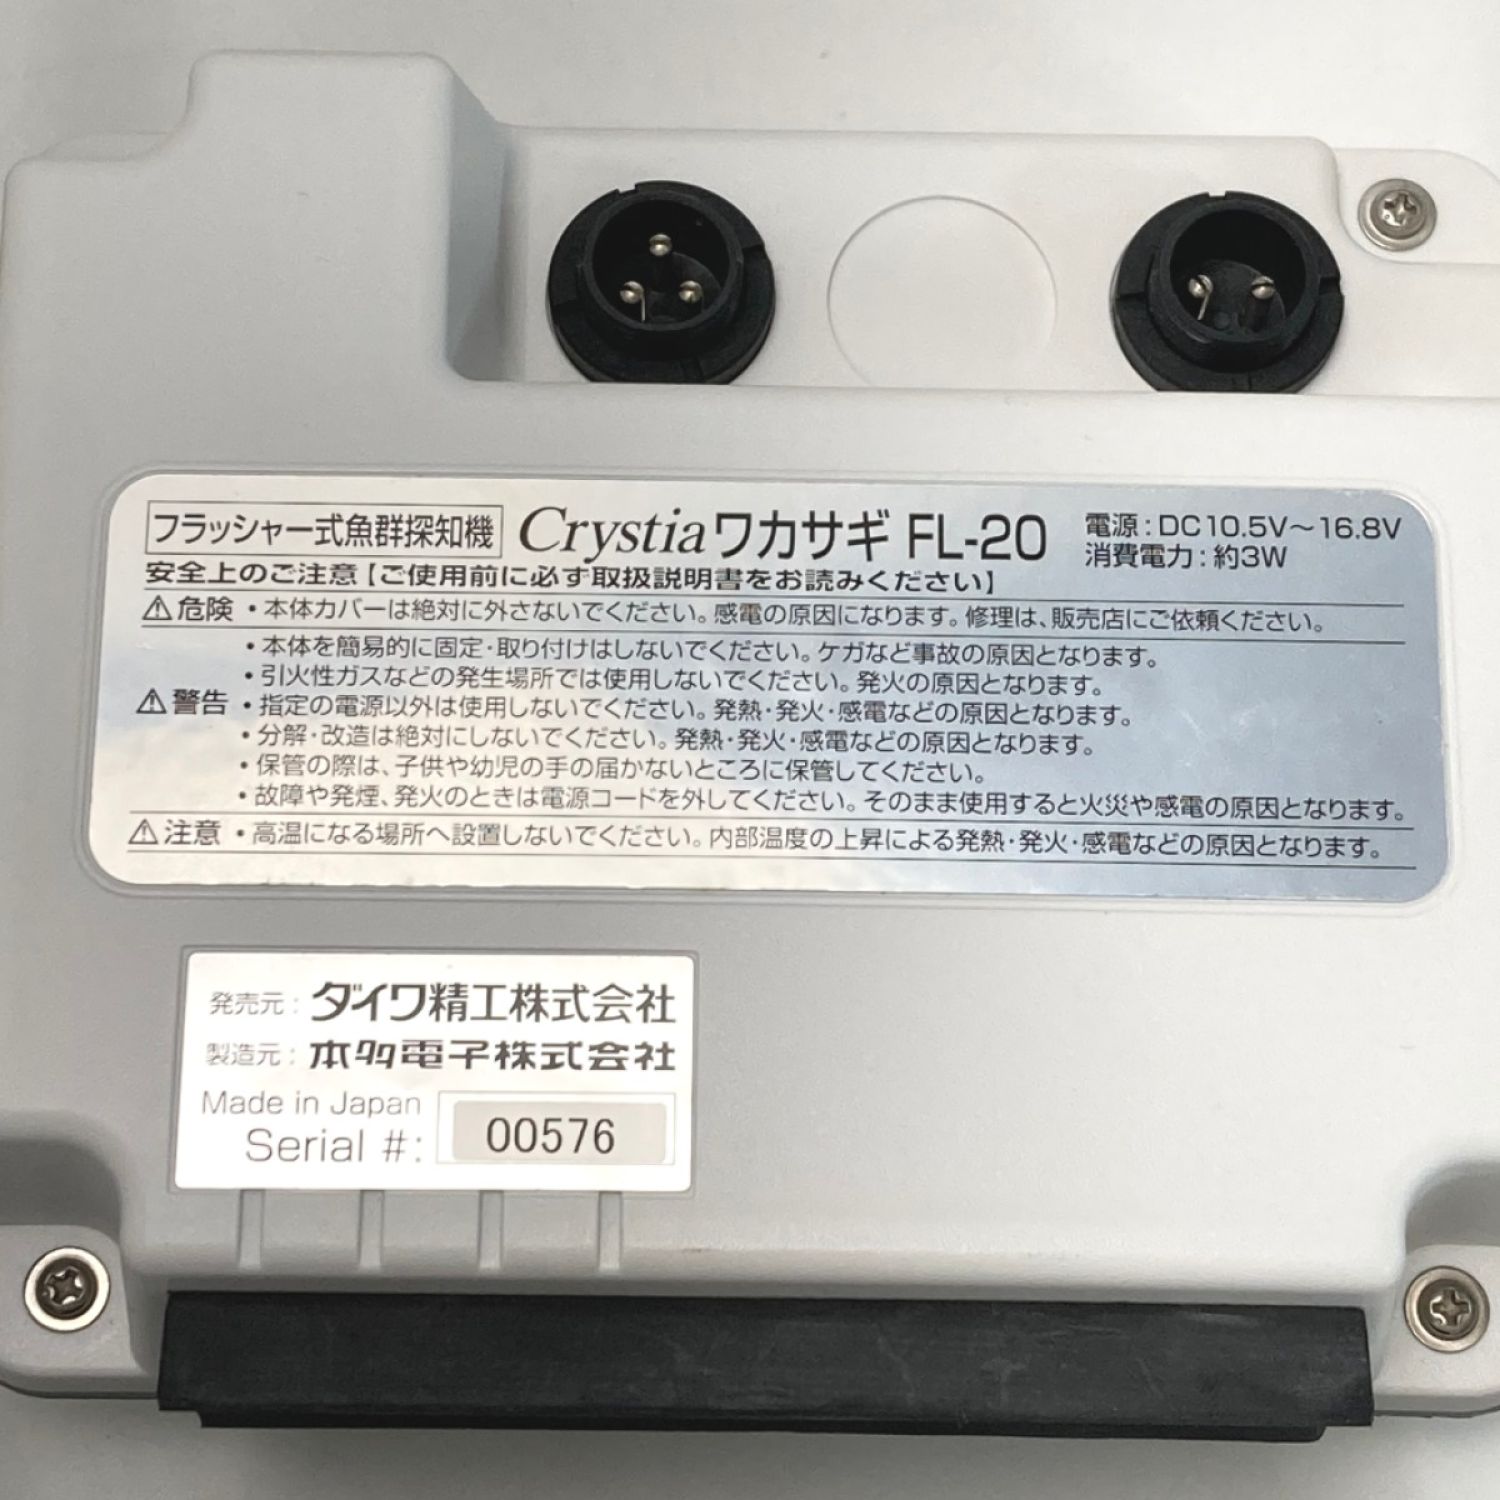 フラッシャー式魚群探知機 Crystiaワカサギ FL-20 電源:DC10.5V～16.8V
消費電力:約3W
安全上のご注意【ご使用前に必ず取扱説明書をお読みください】
⚠危険 ・本体カバーは絶対に外さないでください。感電の原因になります。修理は、販売店にご依頼ください。
・本体を簡易的に固定・取り付けはしないでください。ケガなど事故の原因となります。
・引火性ガスなどの発生場所では使用しないでください。発火の原因となります。
⚠警告 ・指定の電源以外は使用しないでください。発熱・発火・感電などの原因となります。
・分解・改造は絶対にしないでください。発熱・発火・感電などの原因となります。
・保管の際は、子供や幼児の手の届かないところに保管してください。
・故障や発煙、発火のときは電源コードを外してください。そのまま使用すると火災や感電の原因となります。
⚠注意 ・高温になる場所へ設置しないでください。内部温度の上昇による発熱・発火・感電などの原因となります。
発売元:ダイワ精工株式会社
製造元:本多電子株式会社
Made in Japan
Serial #: 00576